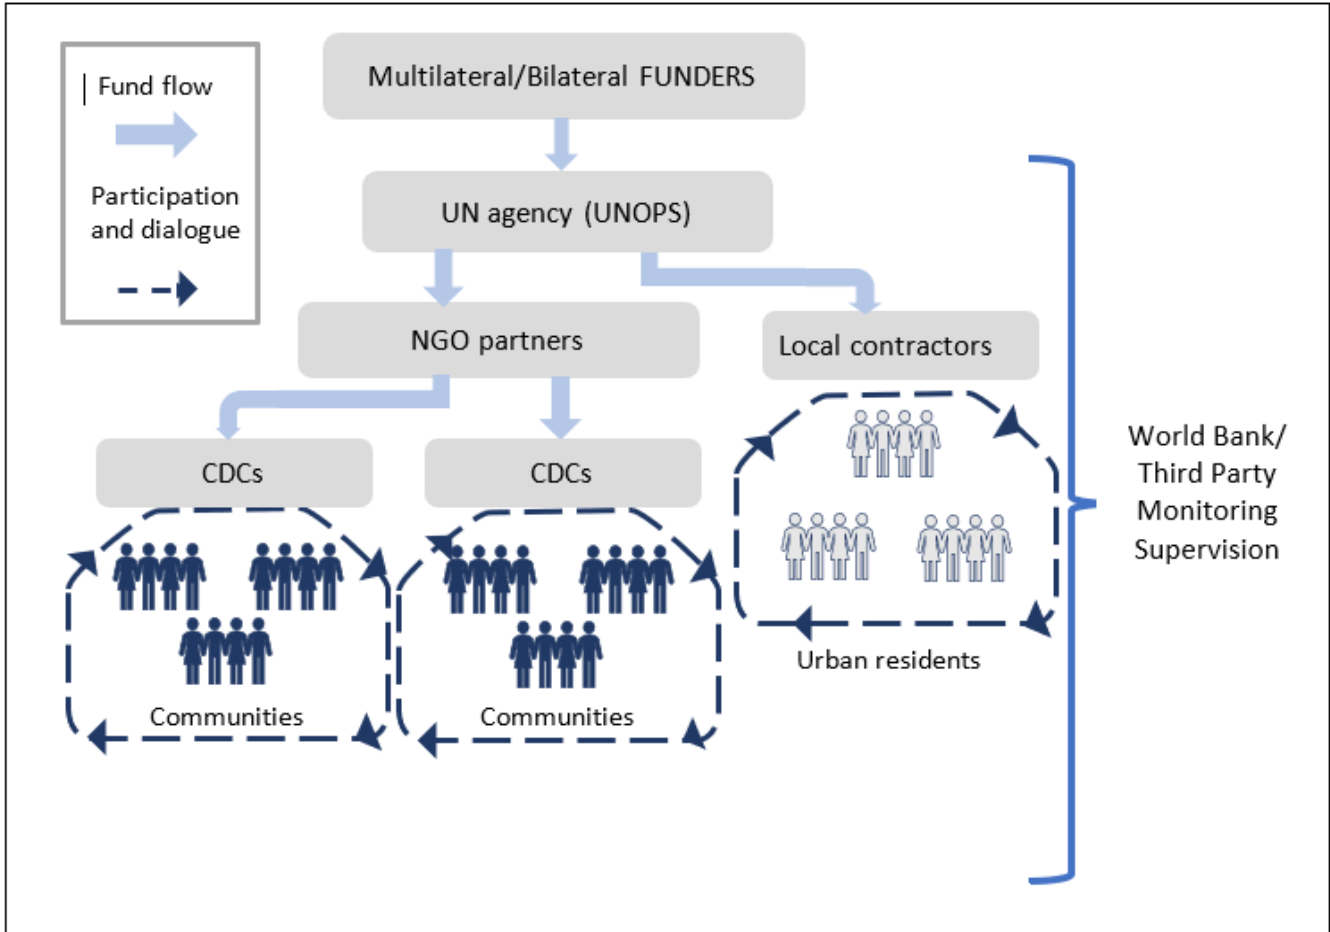 Multilateral/Bilateral FUNDERS
| Fund flow
Participation
and dialogue
UN agency (UNOPS)
NGO partners
Local contractors
CDCs
CDCs
World Bank/
Third Party
Monitoring
Supervision
Urban residents
Communities
Communities